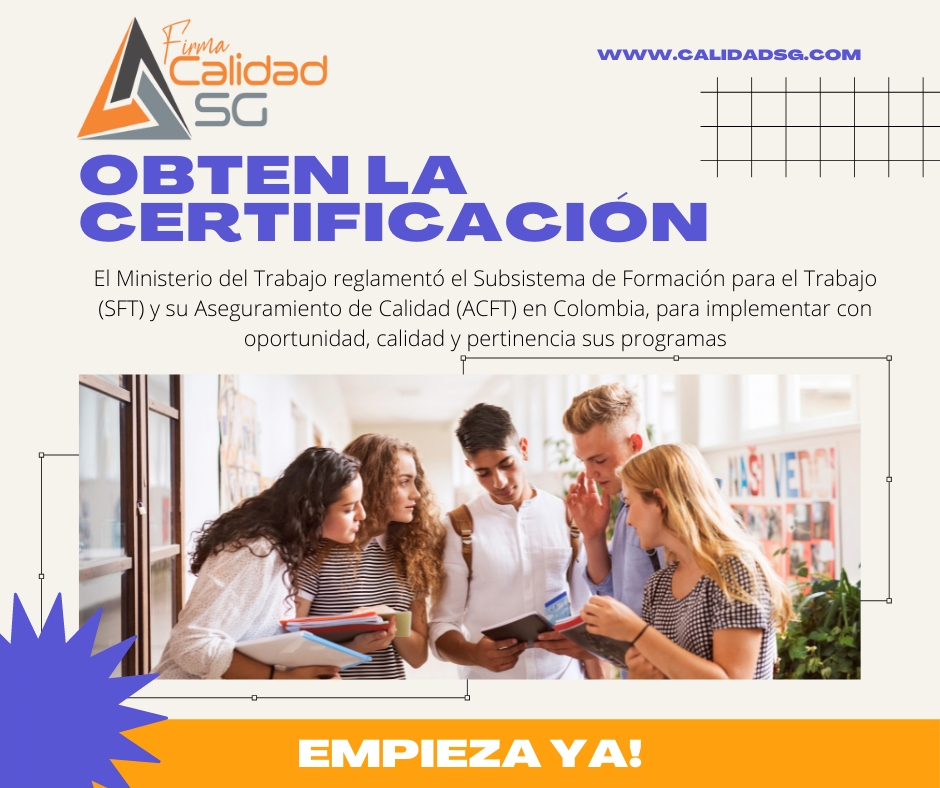 Firma
Calidad
SG
WWW.CALIDADSG.COM
OBTEN LA
CERTIFICACIÓN
El Ministerio del Trabajo reglamentó el Subsistema de Formación para el Trabajo
(SFT) y su Aseguramiento de Calidad (ACFT) en Colombia, para implementar con
oportunidad, calidad y pertinencia sus programas
NAŠI VEDCI
EMPIEZA YA!